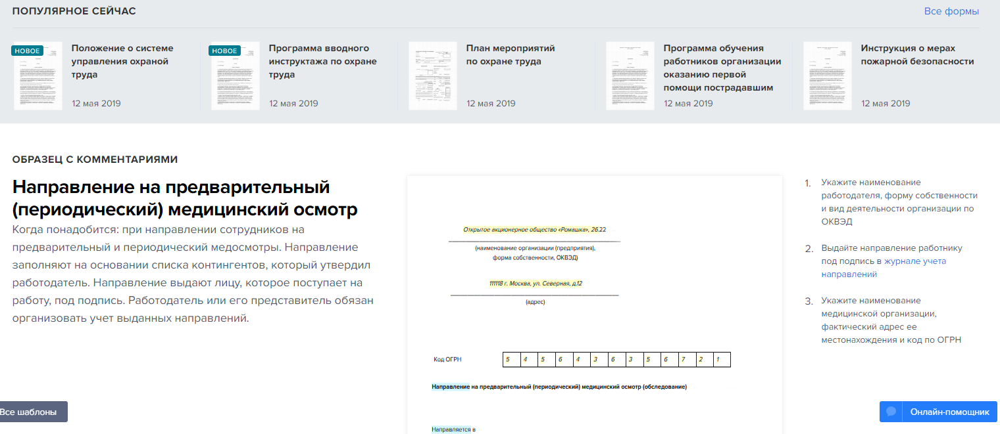 ПОПУЛЯРНОЕ СЕЙЧАС
Все формы
НОВОЕ
Положение о системе
управления охраной
труда
12 мая 2019
НОВОЕ
Программа вводного
инструктажа по охране
труда
12 мая 2019
План мероприятий
по охране труда
12 мая 2019
Программа обучения
работников организации
оказанию первой
помощи пострадавшим
12 мая 2019
Инструкция о мерах
пожарной безопасности
12 мая 2019
ОБРАЗЕЦ С КОММЕНТАРИЯМИ
Направление на предварительный
(периодический) медицинский осмотр
Когда понадобится: при направлении сотрудников на
предварительный и периодический медосмотры. Направление
заполняют на основании списка контингентов, который утвердил
работодатель. Направление выдают лицу, которое поступает на
работу, под подпись. Работодатель или его представитель обязан
организовать учет выданных направлений.
Открытое акционерное общество «Ромашка», 26.22
(наименование организации (предприятия),
форма собственности, ОКВЭД)
111118 г. Москва, ул. Северная, д.12
(адрес)
Код ОГРН 5 4 5 6 4 3 6 3 5 6 7 2 1
Направление на предварительный (периодический) медицинский осмотр (обследование)
Направляется в
1. Укажите наименование
работодателя, форму собственности
и вид деятельности организации по
ОКВЭД
2. Выдайте направление работнику
под подпись в журнале учета
направлений
3. Укажите наименование
медицинской организации,
фактический адрес ее
местонахождения и код по ОГРН
Все шаблоны
Онлайн-помощник